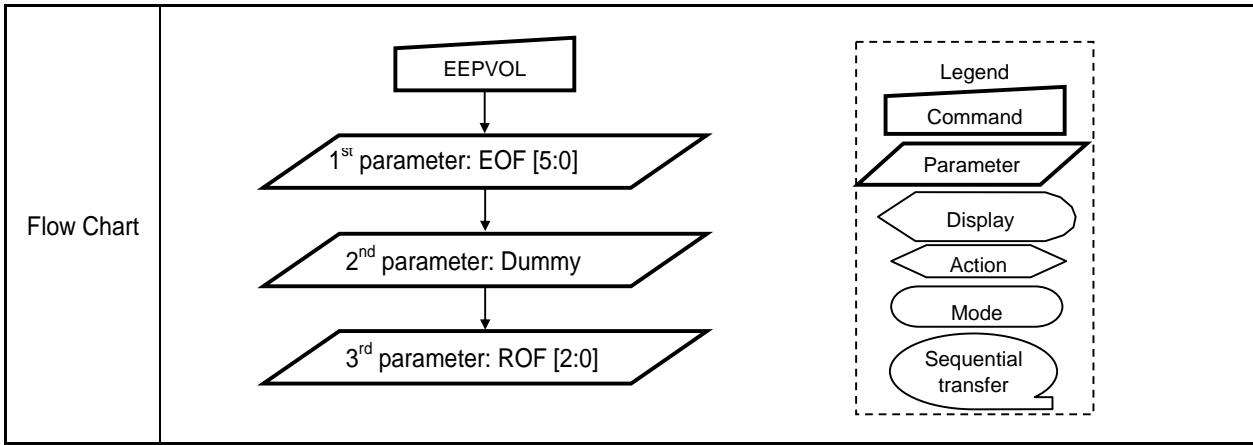 Flow Chart
EEPVOL
1st parameter: EOF [5:0]
2nd parameter: Dummy
3rd parameter: ROF [2:0]
Legend
Command
Parameter
Display
Action
Mode
Sequential
transfer